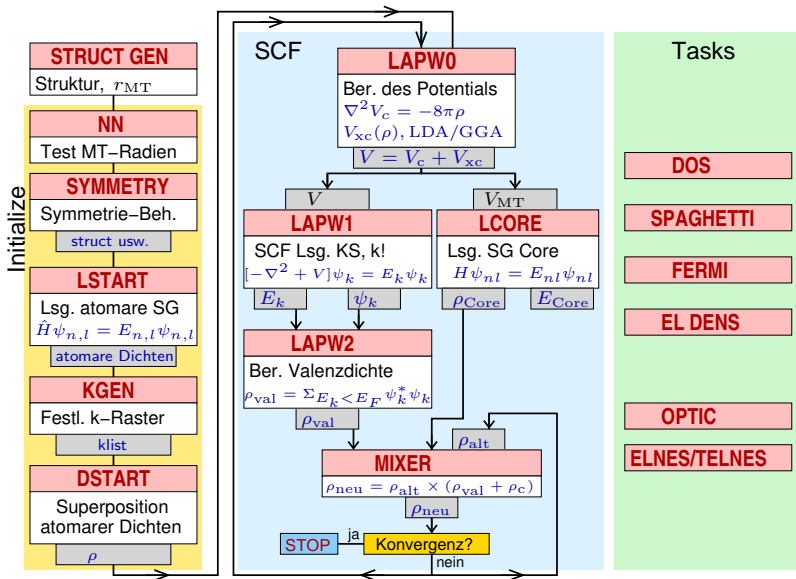 Initialize
STRUCT GEN
Struktur, r_MT
NN
Test MT−Radien
SYMMETRY
Symmetrie−Beh.
struct usw.
LSTART
Lsg. atomare SG
Ĥψ_{n,l} = E_{n,l}ψ_{n,l}
atomare Dichten
KGEN
Festl. k−Raster
klist
DSTART
Superposition
atomarer Dichten
ρ
SCF
LAPW0
Ber. des Potentials
∇²V_c = −8πρ
V_xc(ρ), LDA/GGA
V = V_c + V_xc
V
LAPW1
SCF Lsg. KS, k!
[−∇² + V]ψ_k = E_kψ_k
E_k ψ_k
V_MT
LCORE
Lsg. SG Core
Hψ_{nl} = E_{nl}ψ_{nl}
ρ_Core E_Core
LAPW2
Ber. Valenzdichte
ρ_val = Σ_{E_k<E_F} ψ_k^*ψ_k
ρ_val
ρ_alt
MIXER
ρ_neu = ρ_alt × (ρ_val + ρ_c)
ρ_neu
STOP
ja
Konvergenz?
nein
Tasks
DOS
SPAGHETTI
FERMI
EL DENS
OPTIC
ELNES/TELNES